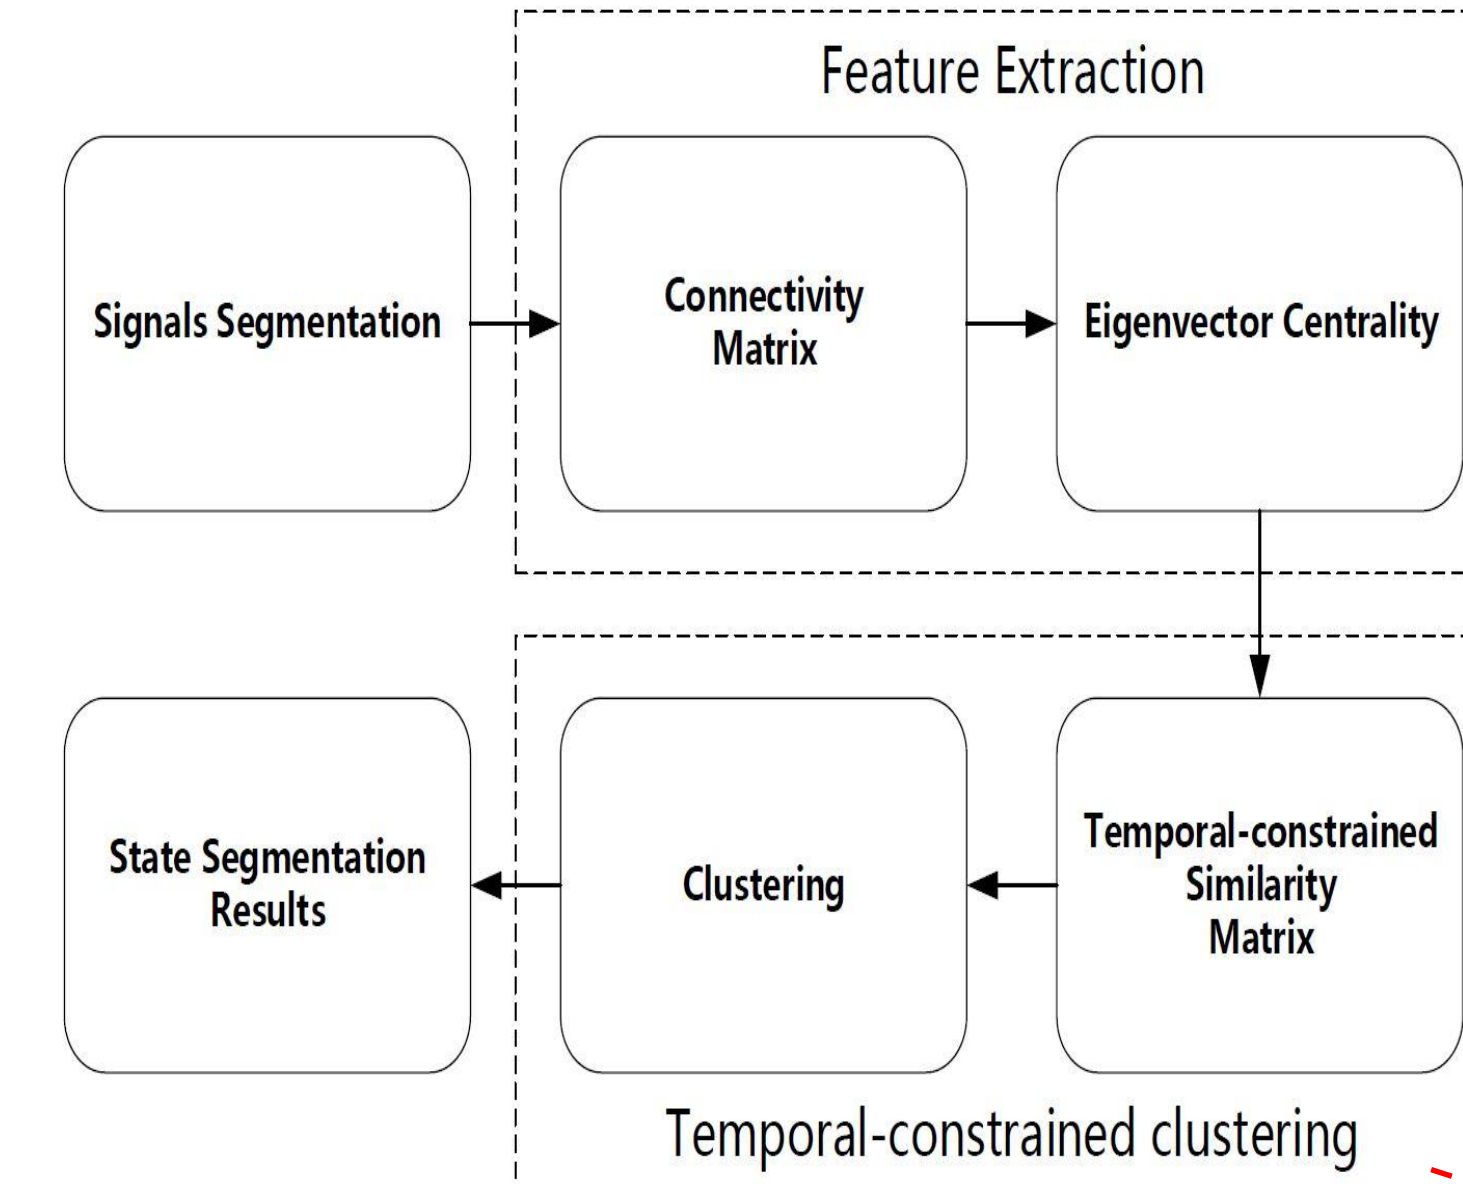 Feature Extraction
Signals Segmentation
Connectivity
Matrix
Eigenvector Centrality
State Segmentation
Results
Clustering
Temporal-constrained
Similarity
Matrix
Temporal-constrained clustering